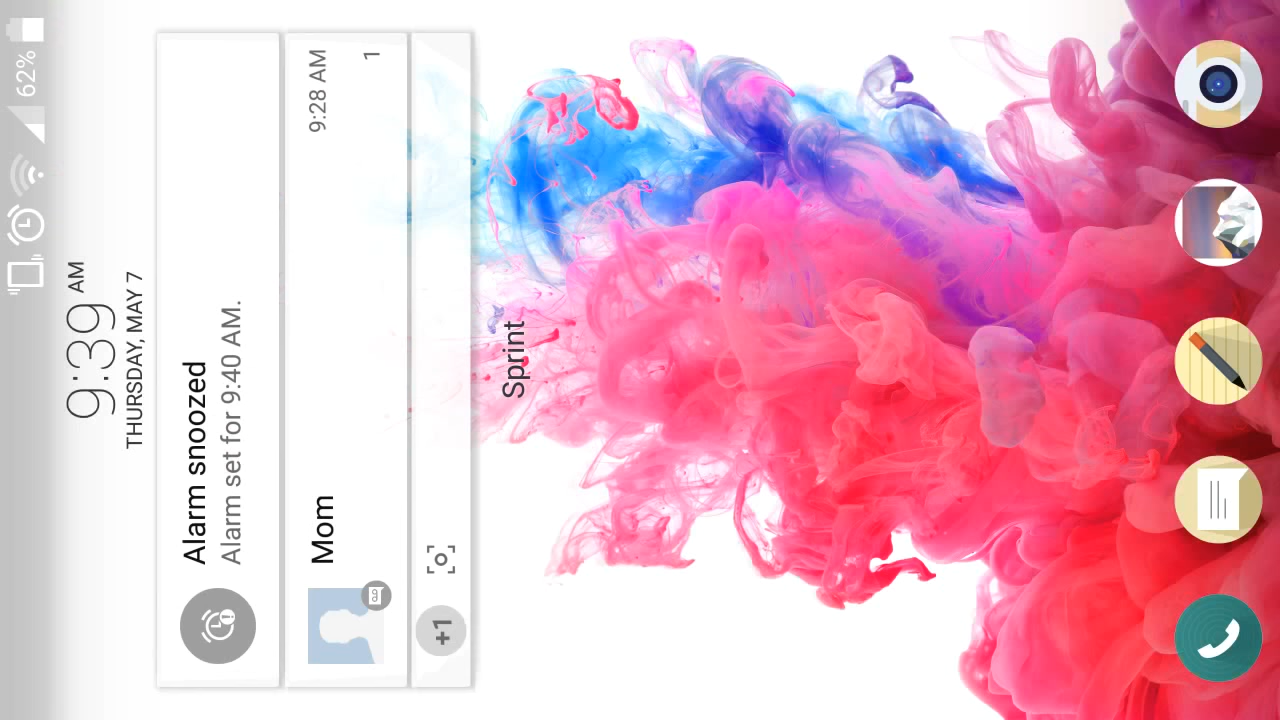 62%
9:39 AM
THURSDAY, MAY 7
Alarm snoozed
Alarm set for 9:40 AM.
Mom
9:28 AM
1
+1
Sprint